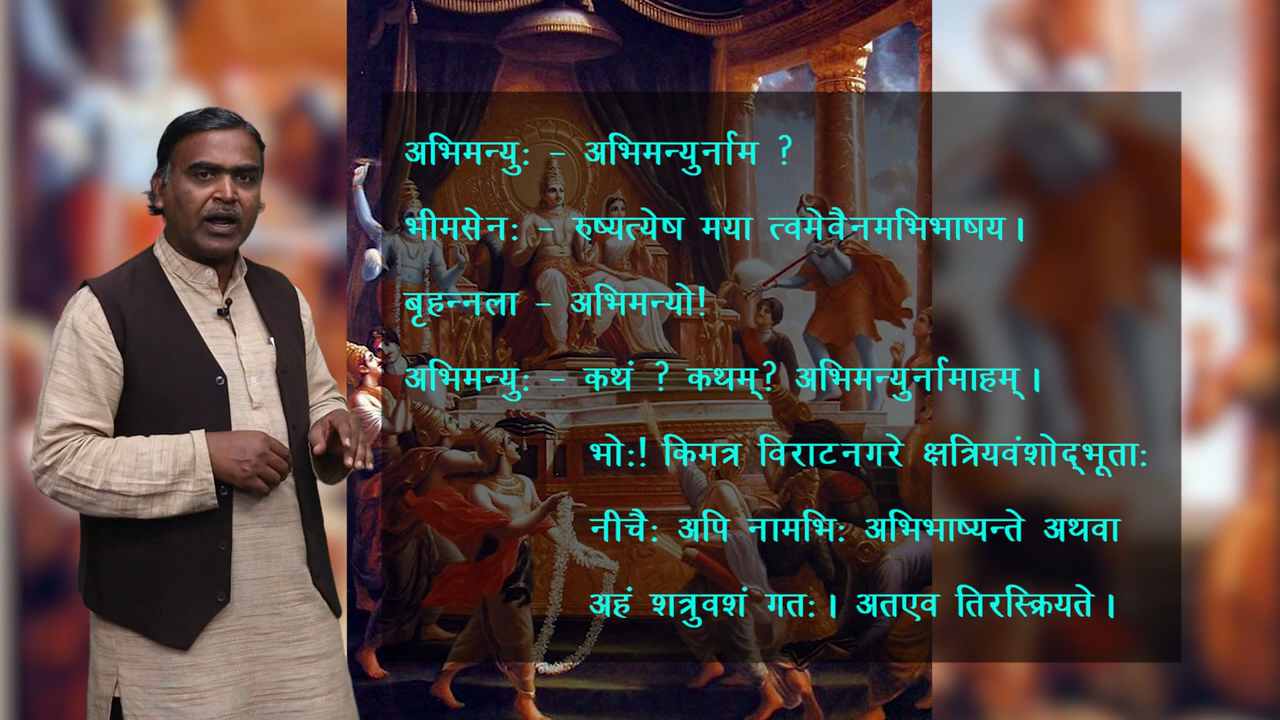 अभिमन्युः – अभिमन्युर्नाम ?
भीमसेनः – रुष्यत्येष मया त्वमेवैनमभिभाषय।
बृहन्नला – अभिमन्यो!
अभिमन्युः – कथं ? कथम्? अभिमन्युर्नामाहम्।
भोः! किमत्र विराटनगरे क्षत्रियवंशोद्भूताः
नीचैः अपि नामभिः अभिभाष्यन्ते अथवा
अहं शत्रुवशं गतः। अतएव तिरस्क्रियते।